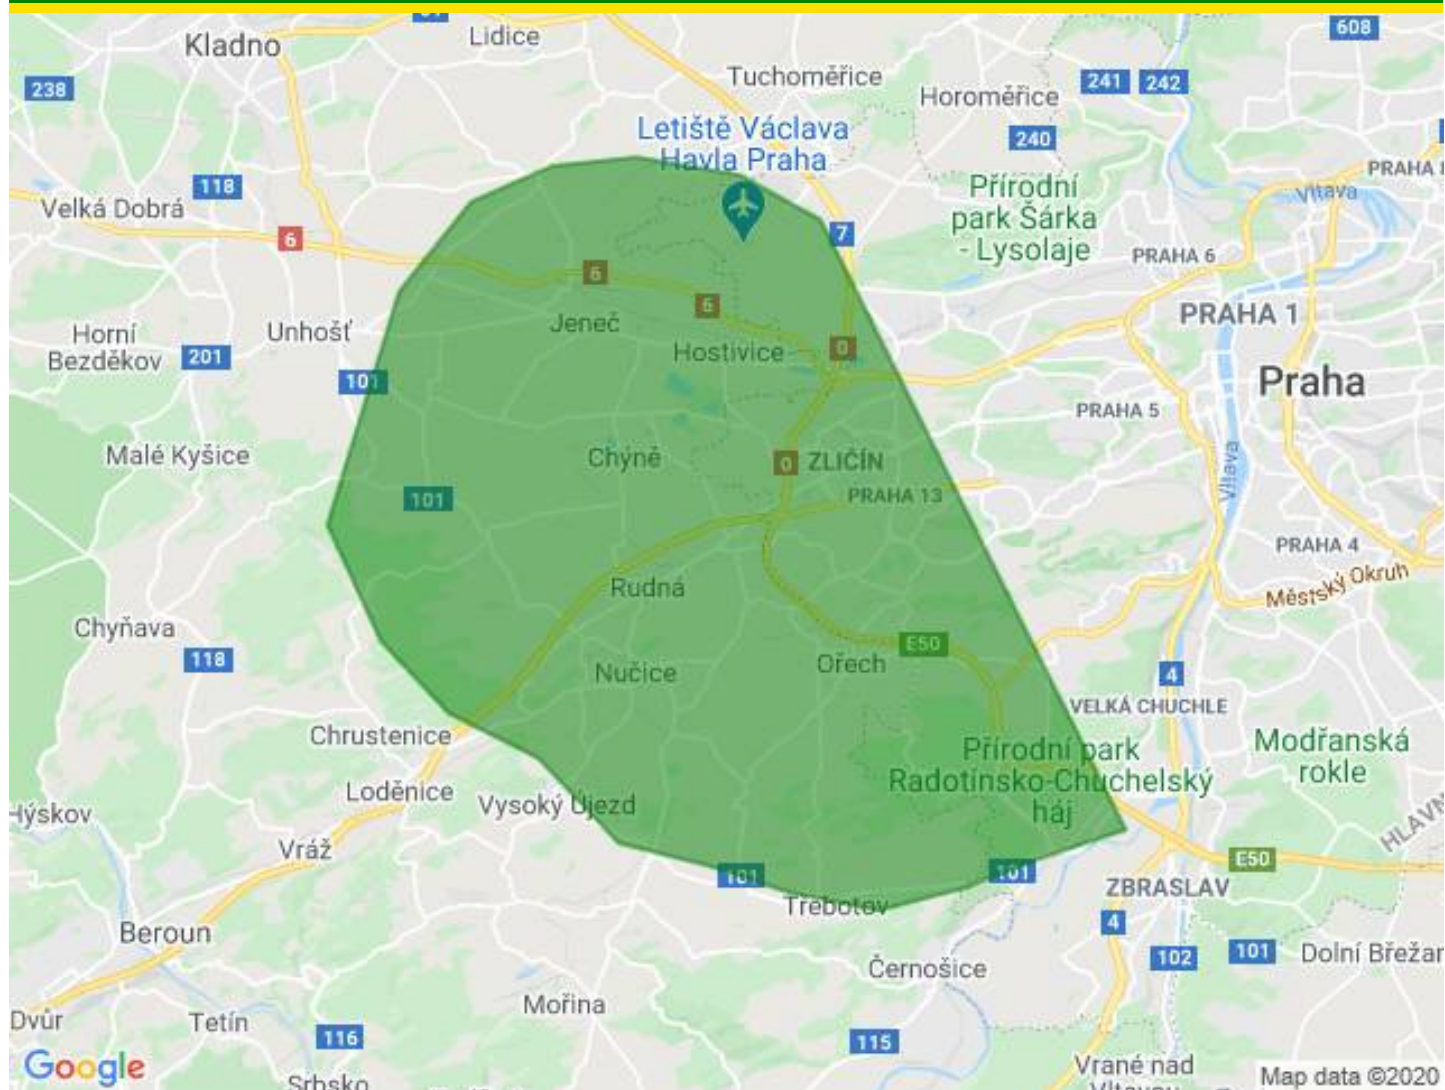 Kladno
Lidice
608
238
Tuchoměřice
241
242
Horoměřice
Letiště Václava
Havla Praha
240
118
Přírodní
park Šárka
- Lysolaje
PRAHA 8
Vltava
Velká Dobrá
6
7
PRAHA 6
6
6
PRAHA 1
Jeneč
Unhošť
Horní
Bezděkov
201
Hostivice
0
101
Praha
PRAHA 5
Malé Kyšice
Chýně
0
ZLIČÍN
Vltava
101
PRAHA 13
PRAHA 4
Městský Okruh
Rudná
Chyňava
118
E50
Nučice
Ořech
4
VELKÁ CHUCHLE
Chrustenice
Přírodní park
Radotínsko-Chuchelský
háj
Modřanská
rokle
Loděnice
Vysoký Újezd
Hýskov
HLAVN
Vráž
E50
101
101
ZBRASLAV
Třebotov
4
Beroun
102
101
Dolní Břežan
Černošice
Mořina
Dvůr
Tetín
116
115
Google
Srbsko
Vrané nad
Vltavou
Map data ©2020